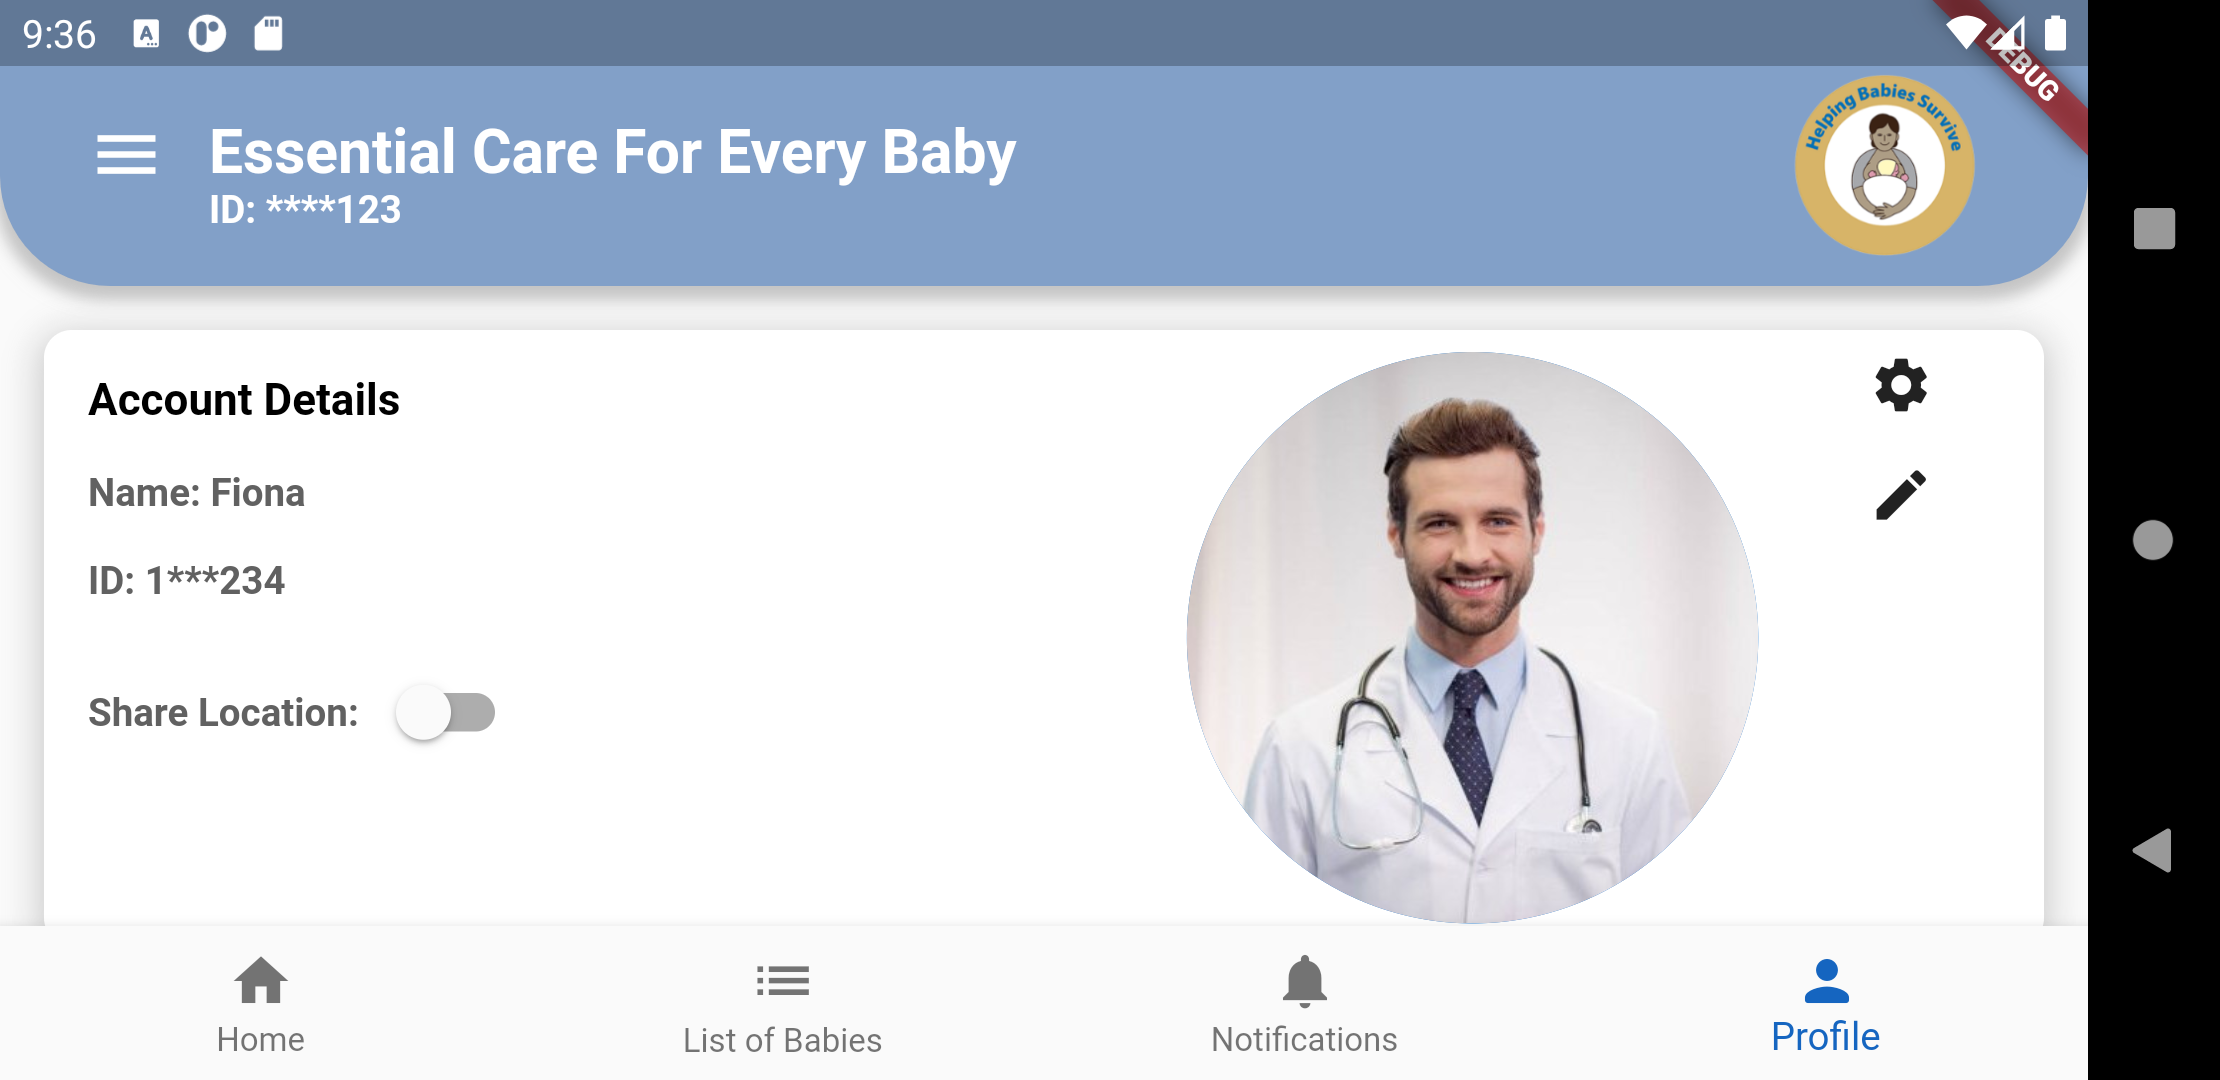 9:36
DEBUG
Essential Care For Every Baby
ID: ****123
Helping Babies Survive
Account Details
Name: Fiona
ID: 1***234
Share Location:
Home
List of Babies
Notifications
Profile